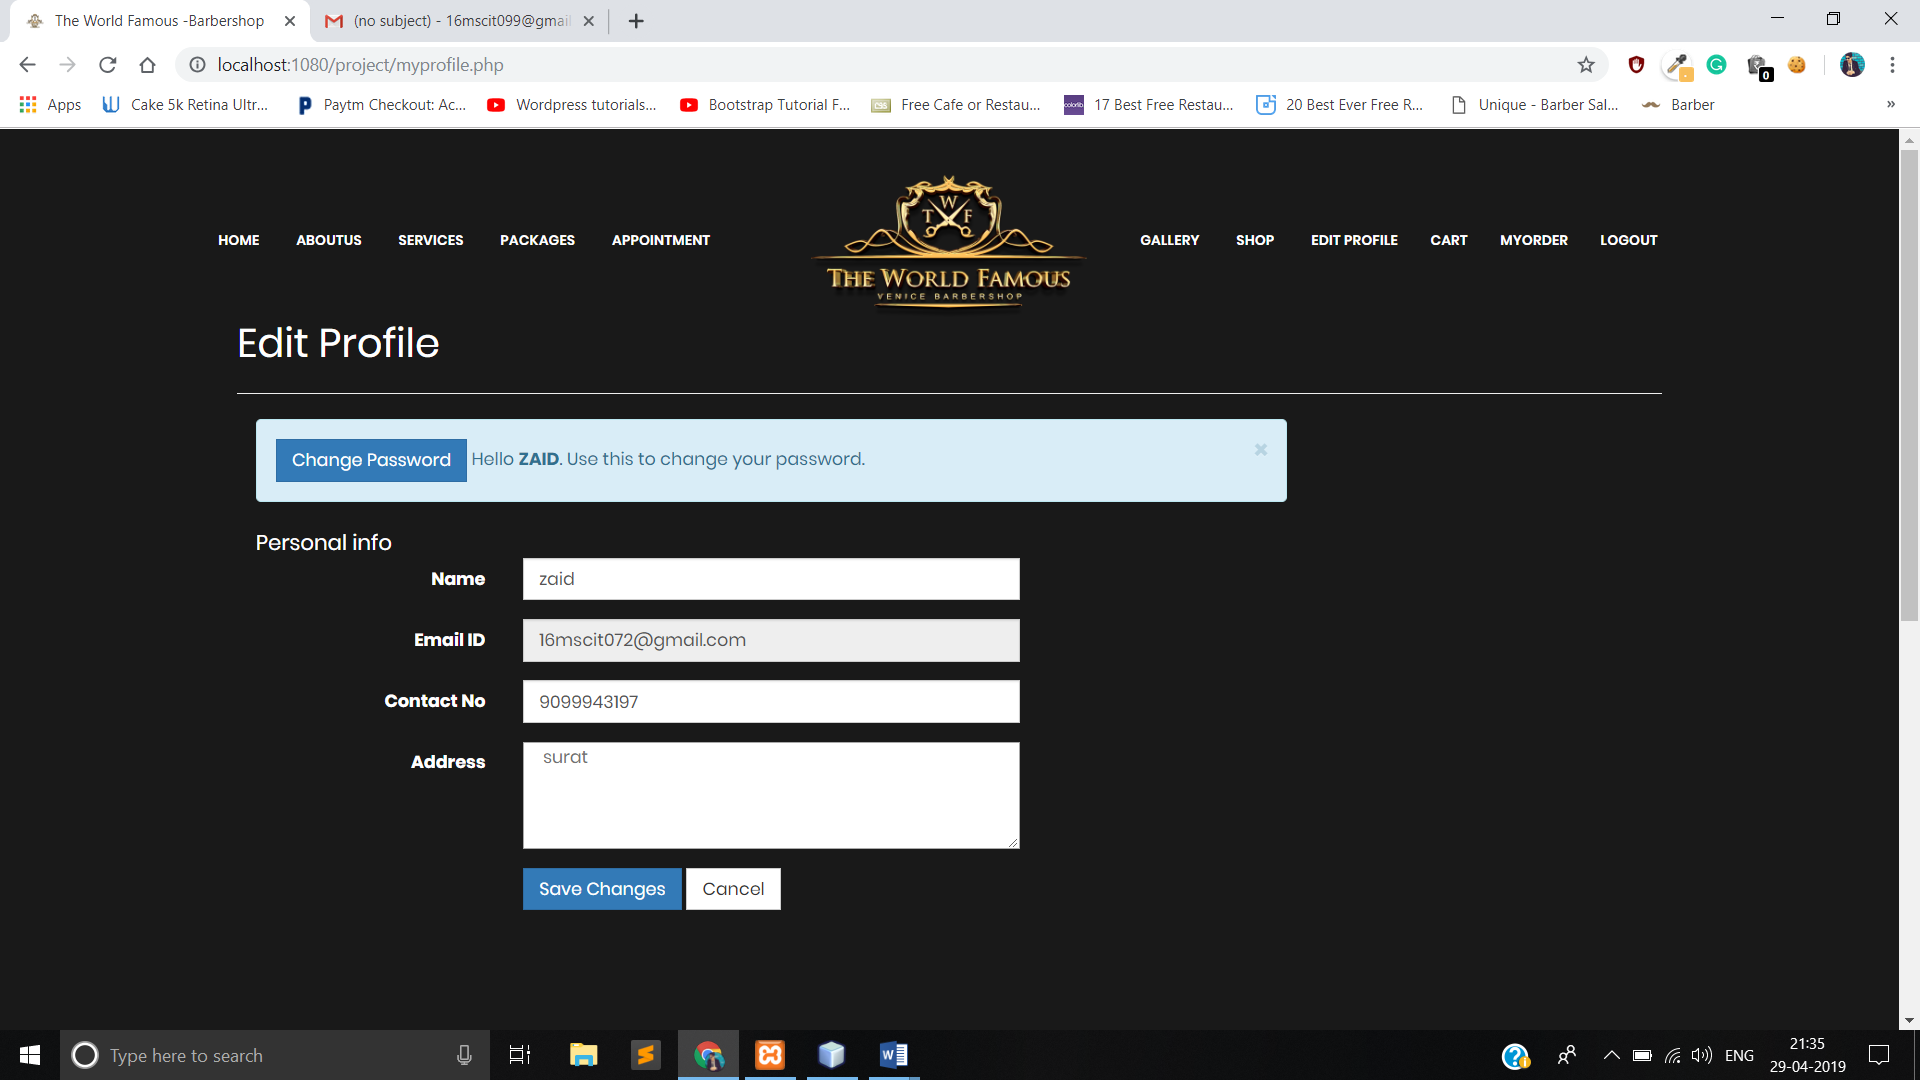 The World Famous -Barbershop
(no subject) - 16mscit099@gmai
localhost:1080/project/myprofile.php
0
Apps
Cake 5k Retina Ultr...
Paytm Checkout: Ac...
Wordpress tutorials...
Bootstrap Tutorial F...
Free Cafe or Restau...
17 Best Free Restau...
20 Best Ever Free R...
Unique - Barber Sal...
Barber
»
HOME
ABOUTUS
SERVICES
PACKAGES
APPOINTMENT
T W F
THE WORLD FAMOUS
VENICE BARBERSHOP
GALLERY
SHOP
EDIT PROFILE
CART
MYORDER
LOGOUT
Edit Profile
Change Password Hello ZAID. Use this to change your password.
×
Personal info
Name
zaid
Email ID
16mscit072@gmail.com
Contact No
9099943197
Address
surat
Save Changes
Cancel
Type here to search
ENG
21:35
29-04-2019